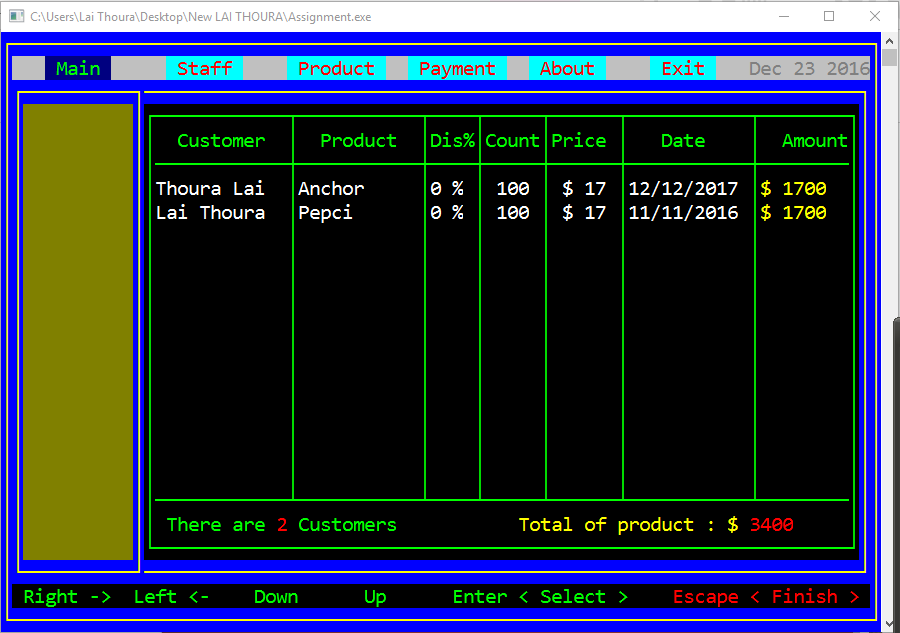 C:\Users\Lai Thoura\Desktop\New LAI THOURA\Assignment.exe
Main Staff Product Payment About Exit Dec 23 2016
Customer Product Dis% Count Price Date Amount
Thoura Lai Anchor 0 % 100 $ 17 12/12/2017 $ 1700
Lai Thoura Pepci 0 % 100 $ 17 11/11/2016 $ 1700
There are 2 Customers Total of product : $ 3400
Right -> Left <- Down Up Enter < Select > Escape < Finish >